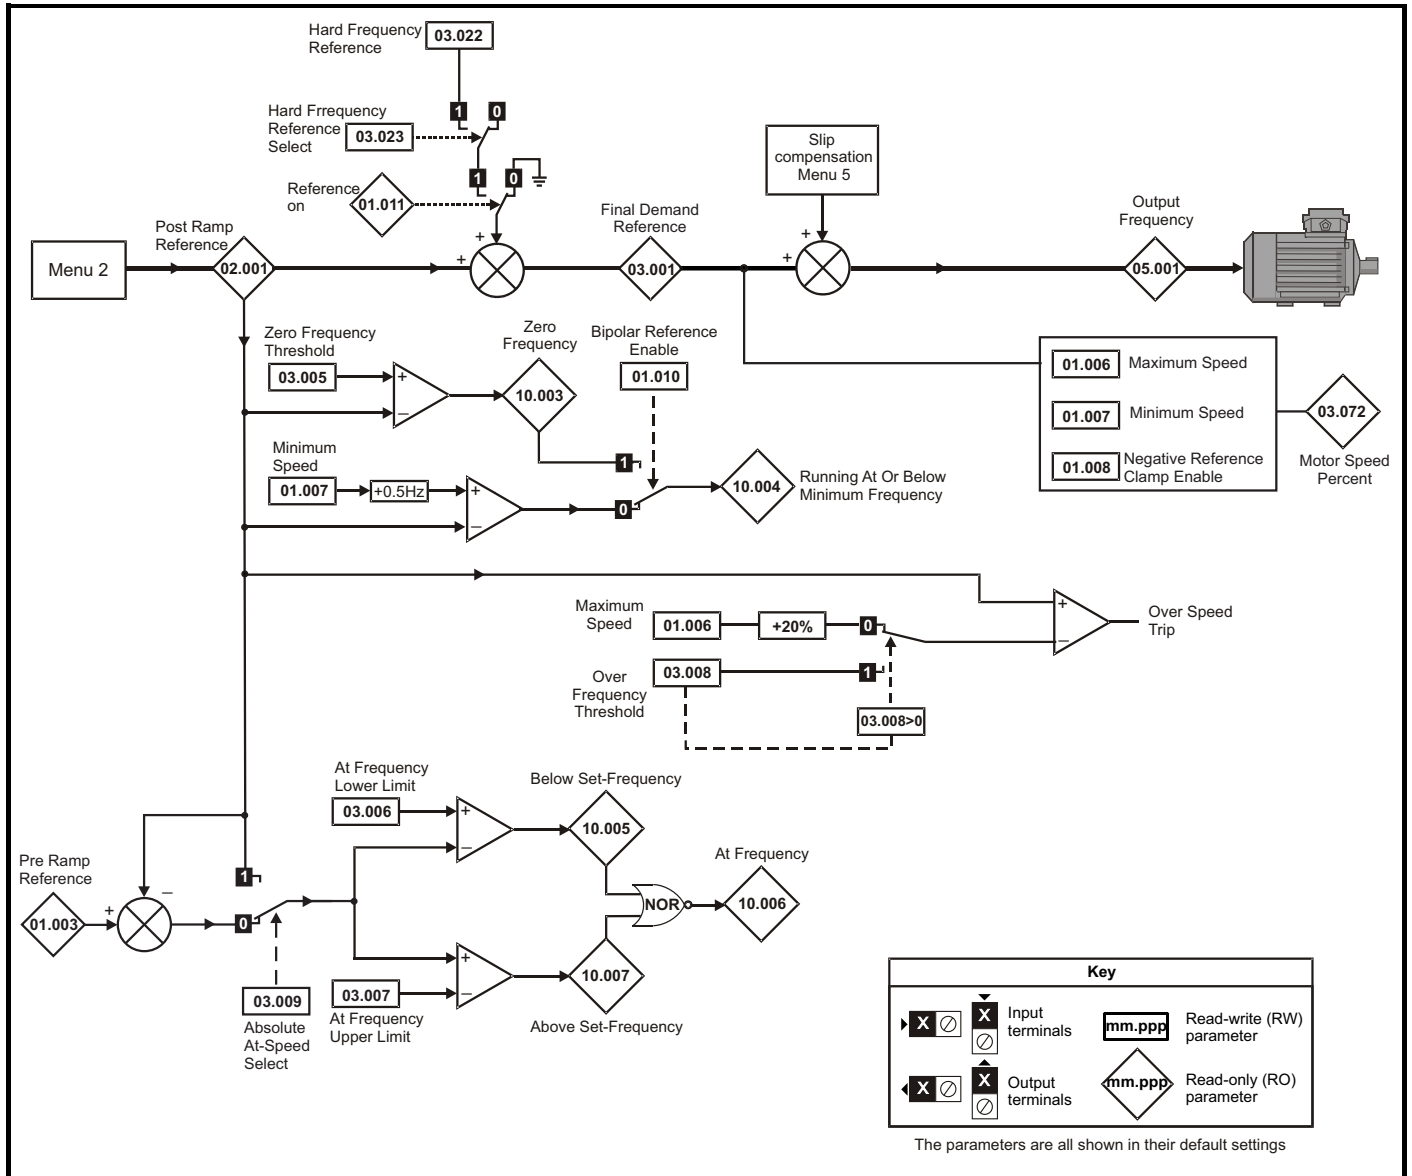 Hard Frequency
Reference
03.022
1
0
Hard Frrequency
Reference
Select
03.023
1
0
Reference
on
01.011
Slip
compensation
Menu 5
Post Ramp
Reference
Final Demand
Reference
Output
Frequency
+
+
+
+
Menu 2
02.001
03.001
05.001
Zero Frequency
Threshold
03.005
+
–
Zero
Frequency
10.003
Bipolar Reference
Enable
01.010
01.006
Maximum Speed
01.007
Minimum Speed
01.008
Negative Reference
Clamp Enable
03.072
Motor Speed
Percent
Minimum
Speed
01.007
+0.5Hz
+
–
1
0
10.004
Running At Or Below
Minimum Frequency
Maximum
Speed
01.006
+20%
0
+
–
Over Speed
Trip
Over
Frequency
Threshold
03.008
1
03.008>0
At Frequency
Lower Limit
03.006
+
–
Below Set-Frequency
10.005
Pre Ramp
Reference
01.003
+
–
1
0
NOR
At Frequency
10.006
03.009
Absolute
At-Speed
Select
03.007
At Frequency
Upper Limit
+
–
10.007
Above Set-Frequency
Key
X
X
Input
terminals
mm.ppp
Read-write (RW)
parameter
X
X
Output
terminals
mm.ppp
Read-only (RO)
parameter
The parameters are all shown in their default settings